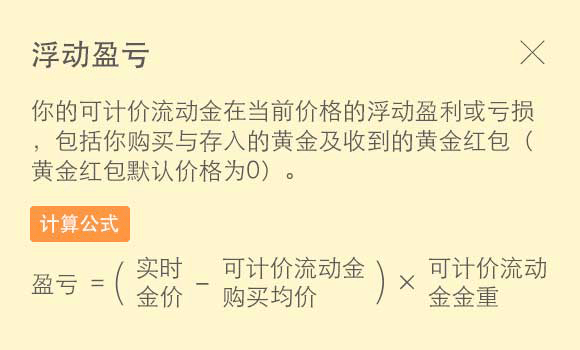 浮动盈亏
你的可计价流动金在当前价格的浮动盈利或亏损
，包括你购买与存入的黄金及收到的黄金红包（
黄金红包默认价格为0）。
计算公式
盈亏 =（实时金价 - 可计价流动金购买均价）× 可计价流动金金重